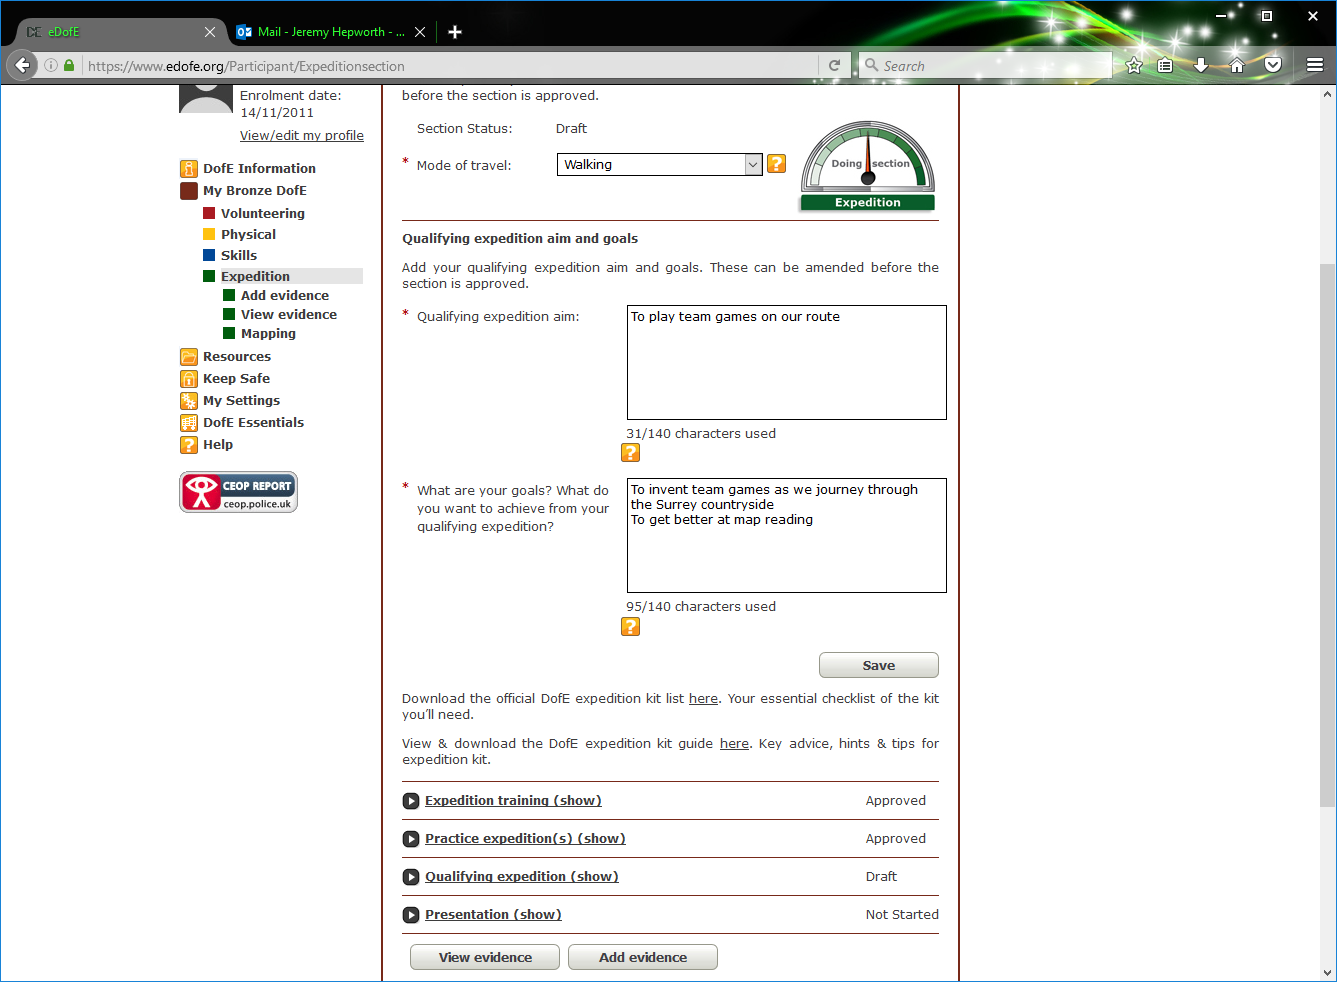 eDofE
Mail - Jeremy Hepworth - ...
https://www.edofe.org/Participant/Expeditionsection
Search
Enrolment date:
14/11/2011
View/edit my profile
DofE Information
My Bronze DofE
Volunteering
Physical
Skills
Expedition
Add evidence
View evidence
Mapping
Resources
Keep Safe
My Settings
DofE Essentials
Help
CEOP REPORT
ceop.police.uk
before the section is approved.
Section Status: Draft
* Mode of travel: Walking ?
Doing section
Expedition
Qualifying expedition aim and goals
Add your qualifying expedition aim and goals. These can be amended before the
section is approved.
* Qualifying expedition aim: To play team games on our route
31/140 characters used
?
* What are your goals? What do
you want to achieve from your
qualifying expedition?
To invent team games as we journey through
the Surrey countryside
To get better at map reading
95/140 characters used
?
Save
Download the official DofE expedition kit list here. Your essential checklist of the kit
you'll need.
View & download the DofE expedition kit guide here. Key advice, hints & tips for
expedition kit.
Expedition training (show) Approved
Practice expedition(s) (show) Approved
Qualifying expedition (show) Draft
Presentation (show) Not Started
View evidence Add evidence